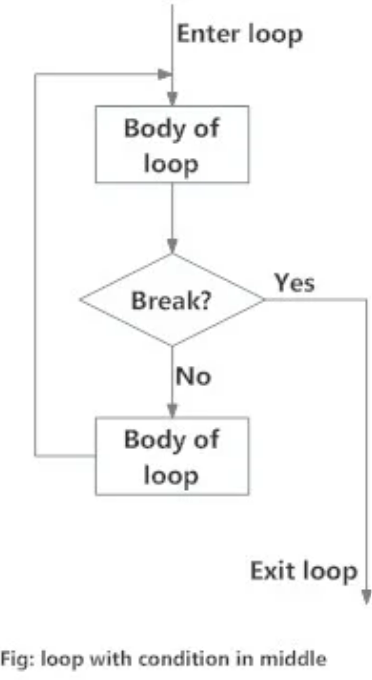 Enter loop
Body of
loop
Yes
Break?
No
Body of
loop
Exit loop
Fig: loop with condition in middle